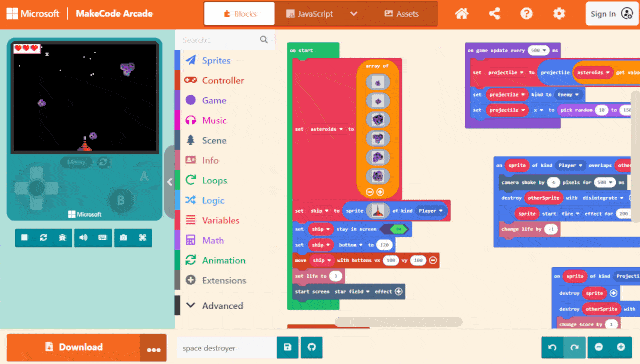 Microsoft
MakeCode Arcade
Blocks
JavaScript
Assets
Sign In
Search...
Sprites
Controller
Game
Music
Scene
Info
Loops
Logic
Variables
Math
Animation
Extensions
Advanced
MENU
B
Microsoft
on start
set asteroids to
array of
set ship to sprite of kind Player
set ship stay in screen
set ship bottom to 120
move ship with buttons vx 100 vy 100
set life to 3
start screen star field effect
on game update every 500 ms
set projectile to projectile asteroids get value
set projectile kind to Enemy
set projectile x to pick random 10 to 150
on sprite of kind Player overlaps
camera shake by 4 pixels for 500 ms
destroy otherSprite with disintegrate
sprite start fire effect for 200
change life by -1
on sprite of kind
destroy sprite
destroy otherSprite with
change score by 1
Download
space destroyer